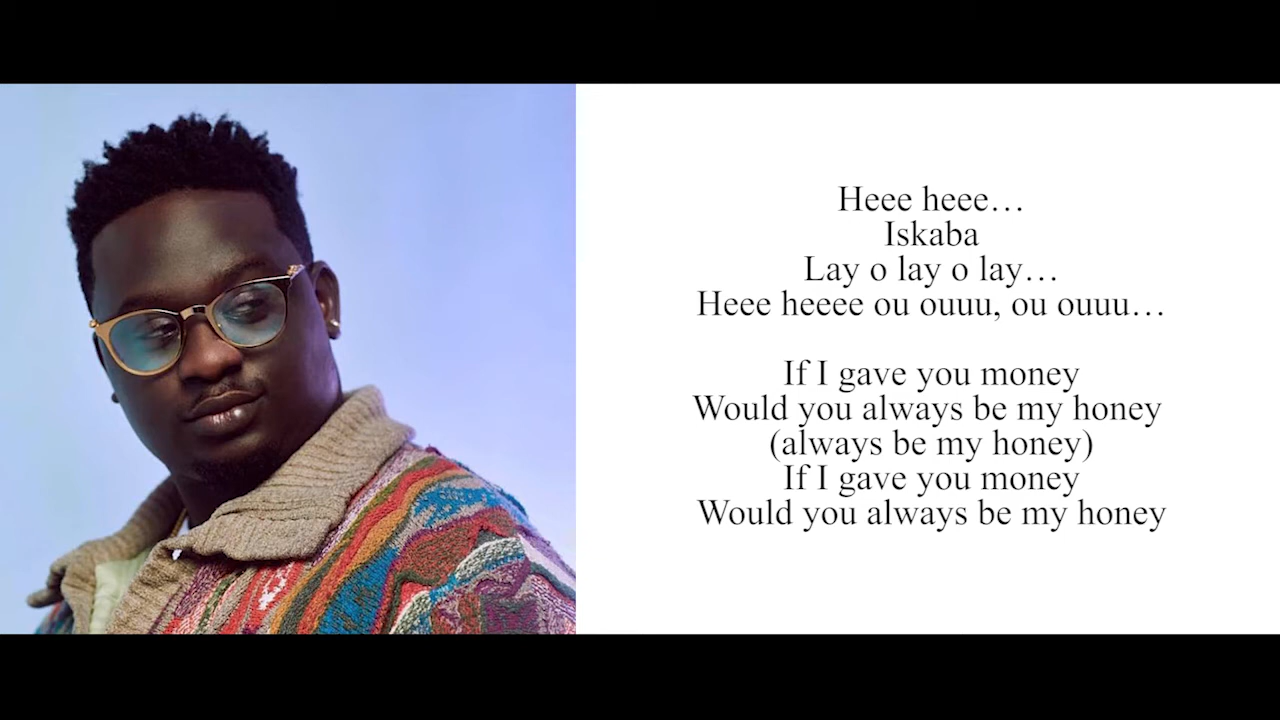 Heee heee…
Iskaba
Lay o lay o lay…
Heee heeee ou ouuu, ou ouuu…
If I gave you money
Would you always be my honey
(always be my honey)
If I gave you money
Would you always be my honey